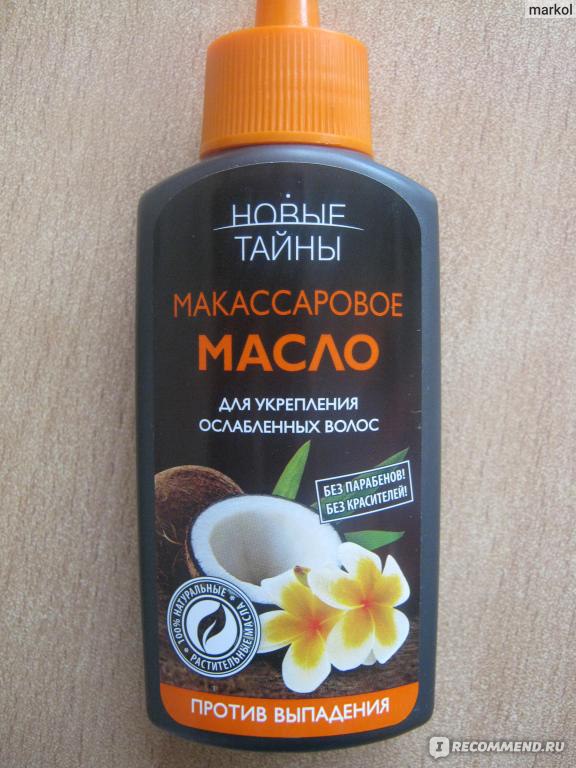 markol
НОВЫЕ
ТАЙНЫ
МАКАССАРОВОЕ
МАСЛО
ДЛЯ УКРЕПЛЕНИЯ
ОСЛАБЛЕННЫХ ВОЛОС
БЕЗ ПАРАБЕНОВ!
БЕЗ КРАСИТЕЛЕЙ!
100% НАТУРАЛЬНЫЕ
РАСТИТЕЛЬНЫЕ МАСЛА
ПРОТИВ ВЫПАДЕНИЯ
I RECOMMEND.RU